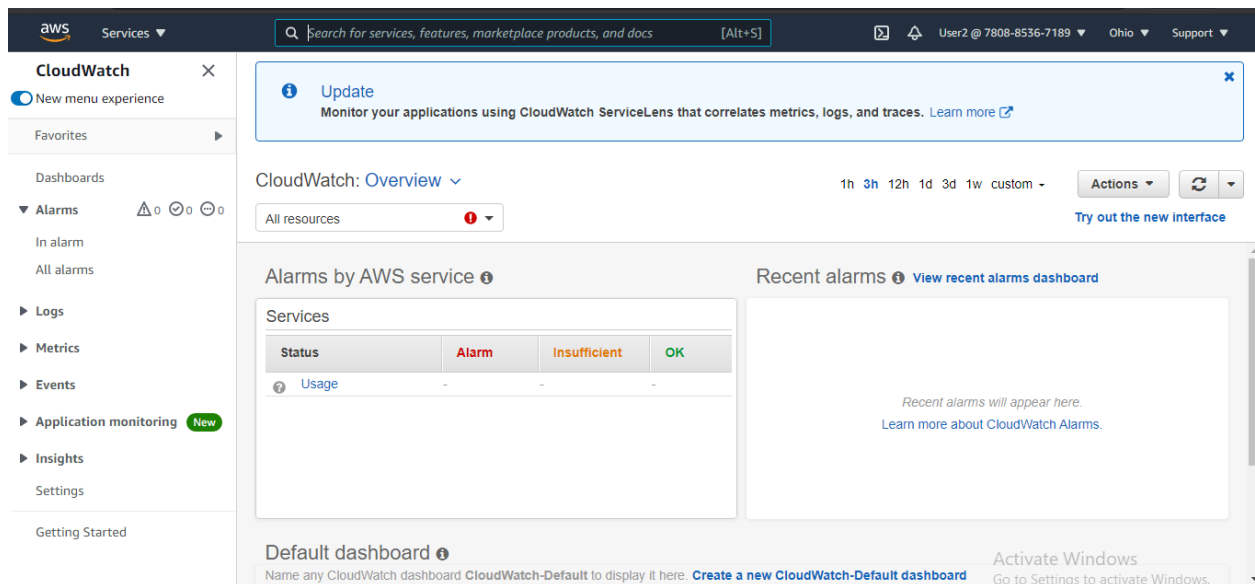 aws
Services ▼
Search for services, features, marketplace products, and docs [Alt+S]
User2 @ 7808-8536-7189 ▼
Ohio ▼
Support ▼
CloudWatch
New menu experience
Favorites
Dashboards
Alarms 0 0 0
In alarm
All alarms
Logs
Metrics
Events
Application monitoring New
Insights
Settings
Getting Started
Update
Monitor your applications using CloudWatch ServiceLens that correlates metrics, logs, and traces. Learn more
CloudWatch: Overview
1h 3h 12h 1d 3d 1w custom
Actions
All resources
Try out the new interface
Alarms by AWS service
Services
Status Alarm Insufficient OK
Usage - - -
Recent alarms View recent alarms dashboard
Recent alarms will appear here.
Learn more about CloudWatch Alarms.
Default dashboard
Name any CloudWatch dashboard CloudWatch-Default to display it here. Create a new CloudWatch-Default dashboard
Activate Windows
Go to Settings to activate Windows.